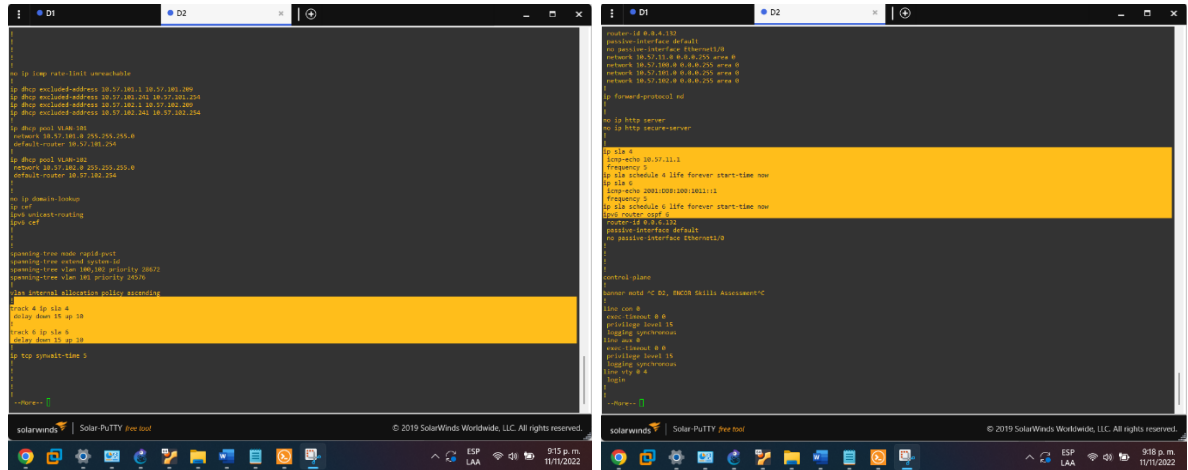 D1
D2
!
!
!
!
!
no ip icmp rate-limit unreachable
!
ip dhcp excluded-address 10.57.101.1 10.57.101.209
ip dhcp excluded-address 10.57.101.241 10.57.101.254
ip dhcp excluded-address 10.57.102.1 10.57.102.209
ip dhcp excluded-address 10.57.102.241 10.57.102.254
!
ip dhcp pool VLAN-101
network 10.57.101.0 255.255.255.0
default-router 10.57.101.254
!
ip dhcp pool VLAN-102
network 10.57.102.0 255.255.255.0
default-router 10.57.102.254
!
!
no ip domain-lookup
ip cef
ipv6 unicast-routing
ipv6 cef
!
!
!
spanning-tree mode rapid-pvst
spanning-tree extend system-id
spanning-tree vlan 100,102 priority 28672
spanning-tree vlan 101 priority 24576
!
vlan internal allocation policy ascending
!
track 4 ip sla 4
delay down 15 up 10
!
track 6 ip sla 6
delay down 15 up 10
!
ip tcp synwait-time 5
!
!
!
!
!
--More--
solarwinds | Solar-PuTTY free tool
© 2019 SolarWinds Worldwide, LLC. All rights reserved.
ESP
LAA
9:15 p. m.
11/11/2022
D1
D2
router-id 0.0.4.132
passive-interface default
no passive-interface Ethernet1/0
network 10.57.11.0 0.0.0.255 area 0
network 10.57.100.0 0.0.0.255 area 0
network 10.57.101.0 0.0.0.255 area 0
network 10.57.102.0 0.0.0.255 area 0
!
ip forward-protocol nd
!
!
no ip http server
no ip http secure-server
!
!
ip sla 4
icmp-echo 10.57.11.1
frequency 5
ip sla schedule 4 life forever start-time now
ip sla 6
icmp-echo 2001:DB8:100:1011::1
frequency 5
ip sla schedule 6 life forever start-time now
ipv6 router ospf 6
router-id 0.0.6.132
passive-interface default
no passive-interface Ethernet1/0
!
!
!
!
control-plane
!
banner motd ^C D2, ENCOR Skills Assessment^C
!
line con 0
exec-timeout 0 0
privilege level 15
logging synchronous
line aux 0
exec-timeout 0 0
privilege level 15
logging synchronous
line vty 0 4
login
!
!
--More--
solarwinds | Solar-PuTTY free tool
© 2019 SolarWinds Worldwide, LLC. All rights reserved.
ESP
LAA
9:18 p. m.
11/11/2022